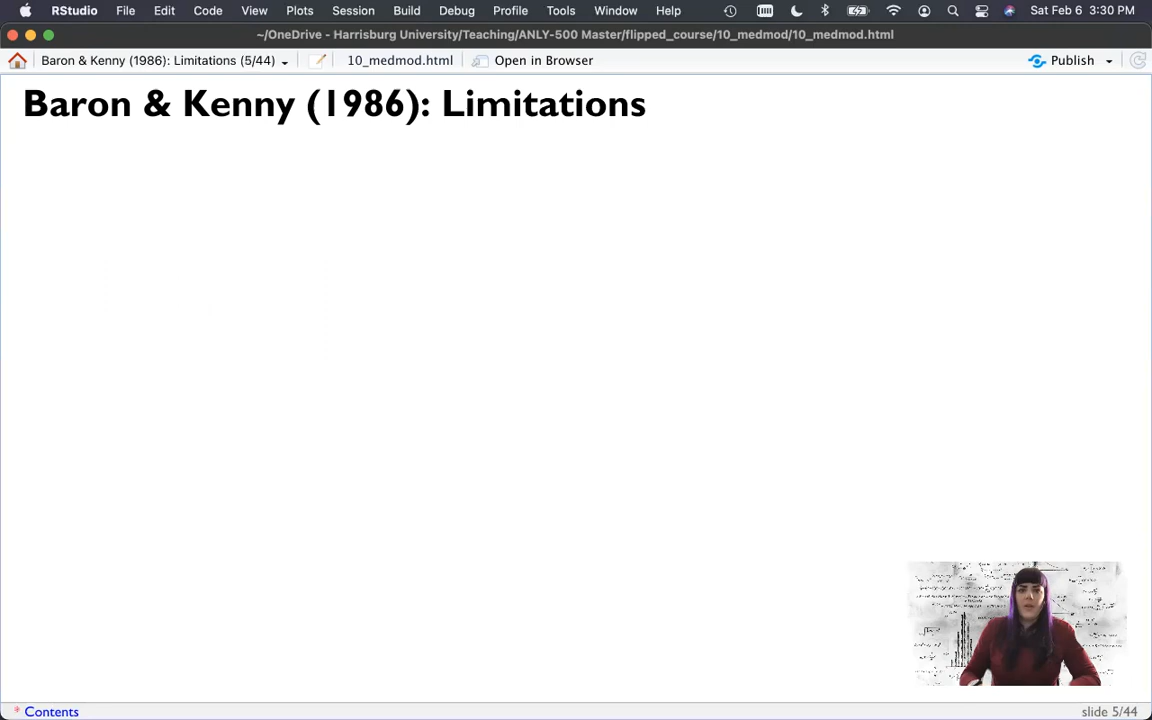 RStudio File Edit Code View Plots Session Build Debug Profile Tools Window Help Sat Feb 6 3:30 PM
~/OneDrive - Harrisburg University/Teaching/ANLY-500 Master/flipped_course/10_medmod/10_medmod.html
Baron & Kenny (1986): Limitations (5/44) 10_medmod.html Open in Browser Publish
Baron & Kenny (1986): Limitations
* Contents slide 5/44